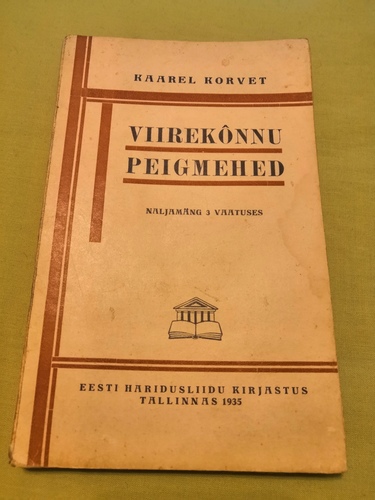 KAAREL KORVET
VIIREKÔNNU
PEIGMEHED
NALJAMÄNG 3 VAATUSES
EESTI HARIDUSLIIDU KIRJASTUS
TALLINNAS 1935